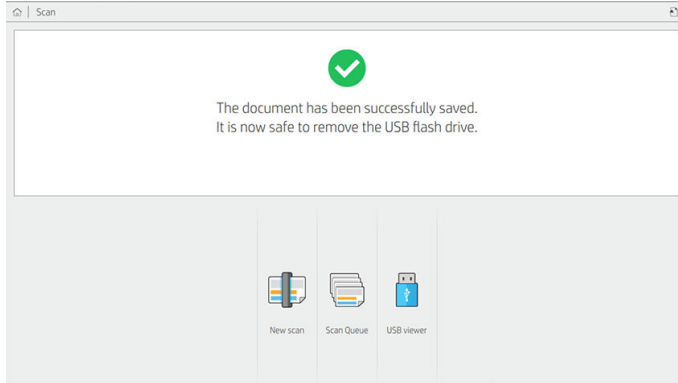 Scan
The document has been successfully saved.
It is now safe to remove the USB flash drive.
New scan
Scan Queue
USB viewer